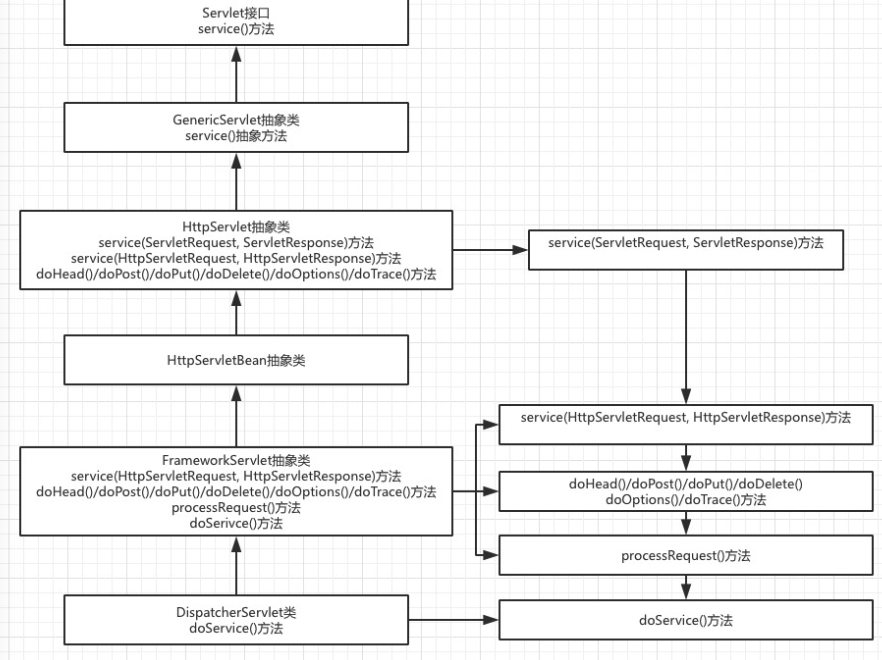 Servlet接口
service()方法
GenericServlet抽象类
service()抽象方法
HttpServlet抽象类
service(ServletRequest, ServletResponse)方法
service(HttpServletRequest, HttpServletResponse)方法
doHead()/doPost()/doPut()/doDelete()/doOptions()/doTrace()方法
service(ServletRequest, ServletResponse)方法
HttpServletBean抽象类
service(HttpServletRequest, HttpServletResponse)方法
FrameworkServlet抽象类
service(HttpServletRequest, HttpServletResponse)方法
doHead()/doPost()/doPut()/doDelete()/doOptions()/doTrace()方法
processRequest()方法
doSerivce()方法
doHead()/doPost()/doPut()/doDelete()
doOptions()/doTrace()方法
processRequest()方法
DispatcherServlet类
doService()方法
doService()方法